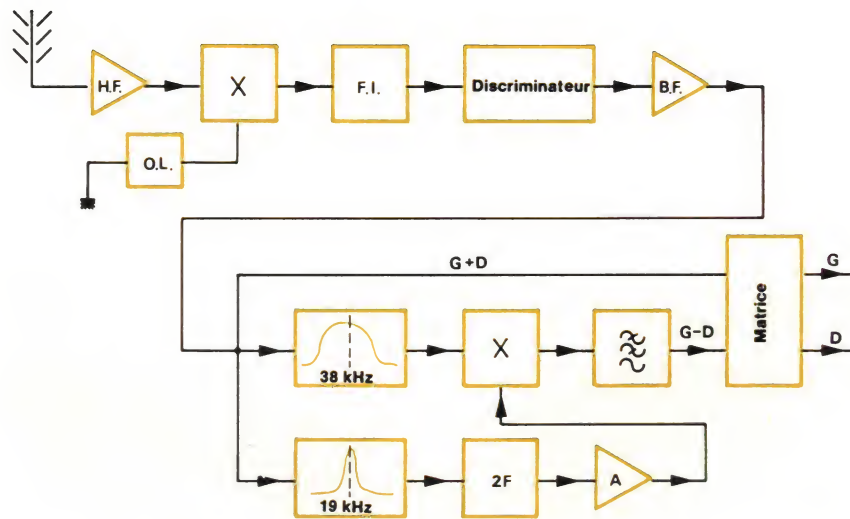 H.F.
X
F.I.
Discriminateur
B.F.
O.L.
G+D
Matrice
G
D
38 kHz
X
G–D
19 kHz
2F
A